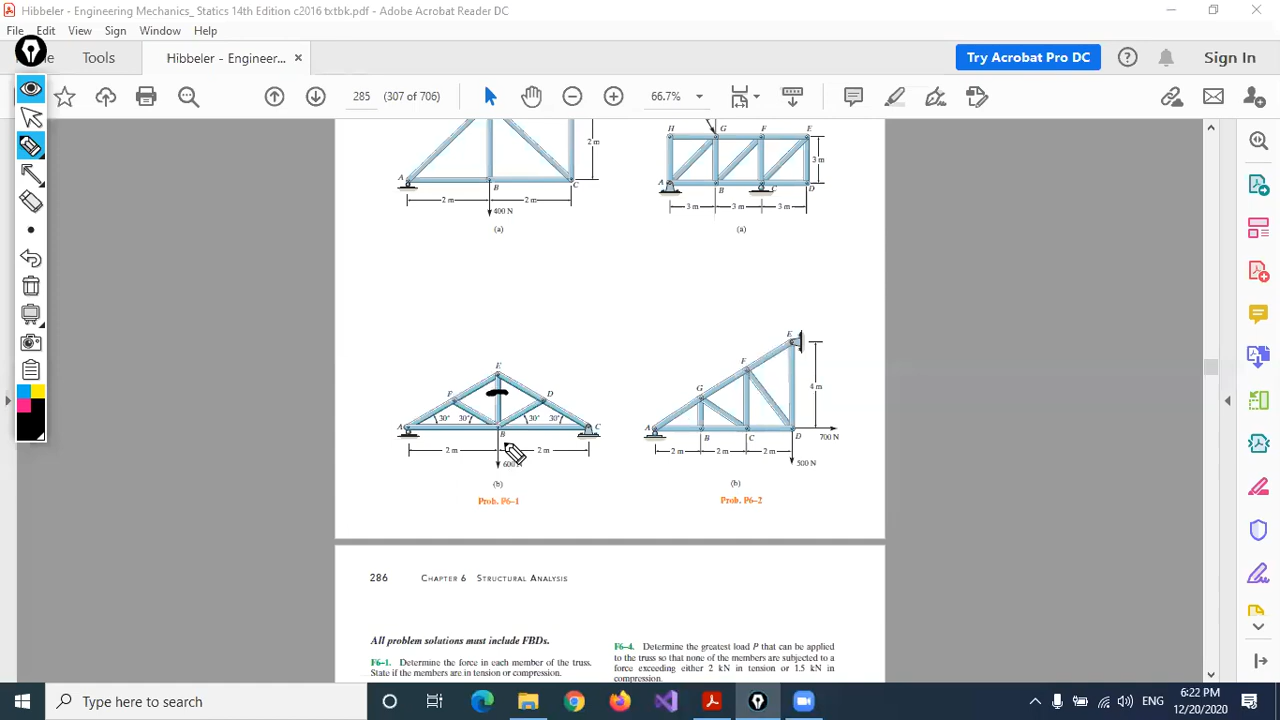 Hibbeler - Engineering Mechanics_ Statics 14th Edition c2016 txtbk.pdf - Adobe Acrobat Reader DC
File Edit View Sign Window Help
Tools Hibbeler - Engineer... ×
Try Acrobat Pro DC
Sign In
285 (307 of 706)
66.7%
H G F E
2 m
3 m
A B C
A B C D
2 m 2 m
3 m 3 m 3 m
400 N
(a)
(a)
E
F D
30° 30° 30° 30°
A B C
2 m 2 m
(b)
Prob. P6–1
E
F
G
4 m
A B C D
700 N
2 m 2 m 2 m
500 N
(b)
Prob. P6–2
286 CHAPTER 6 STRUCTURAL ANALYSIS
All problem solutions must include FBDs.
F6–1. Determine the force in each member of the truss.
State if the members are in tension or compression.
F6–4. Determine the greatest load P that can be applied
to the truss so that none of the members are subjected to a
force exceeding either 2 kN in tension or 1.5 kN in
compression.
Type here to search
ENG
6:22 PM
12/20/2020